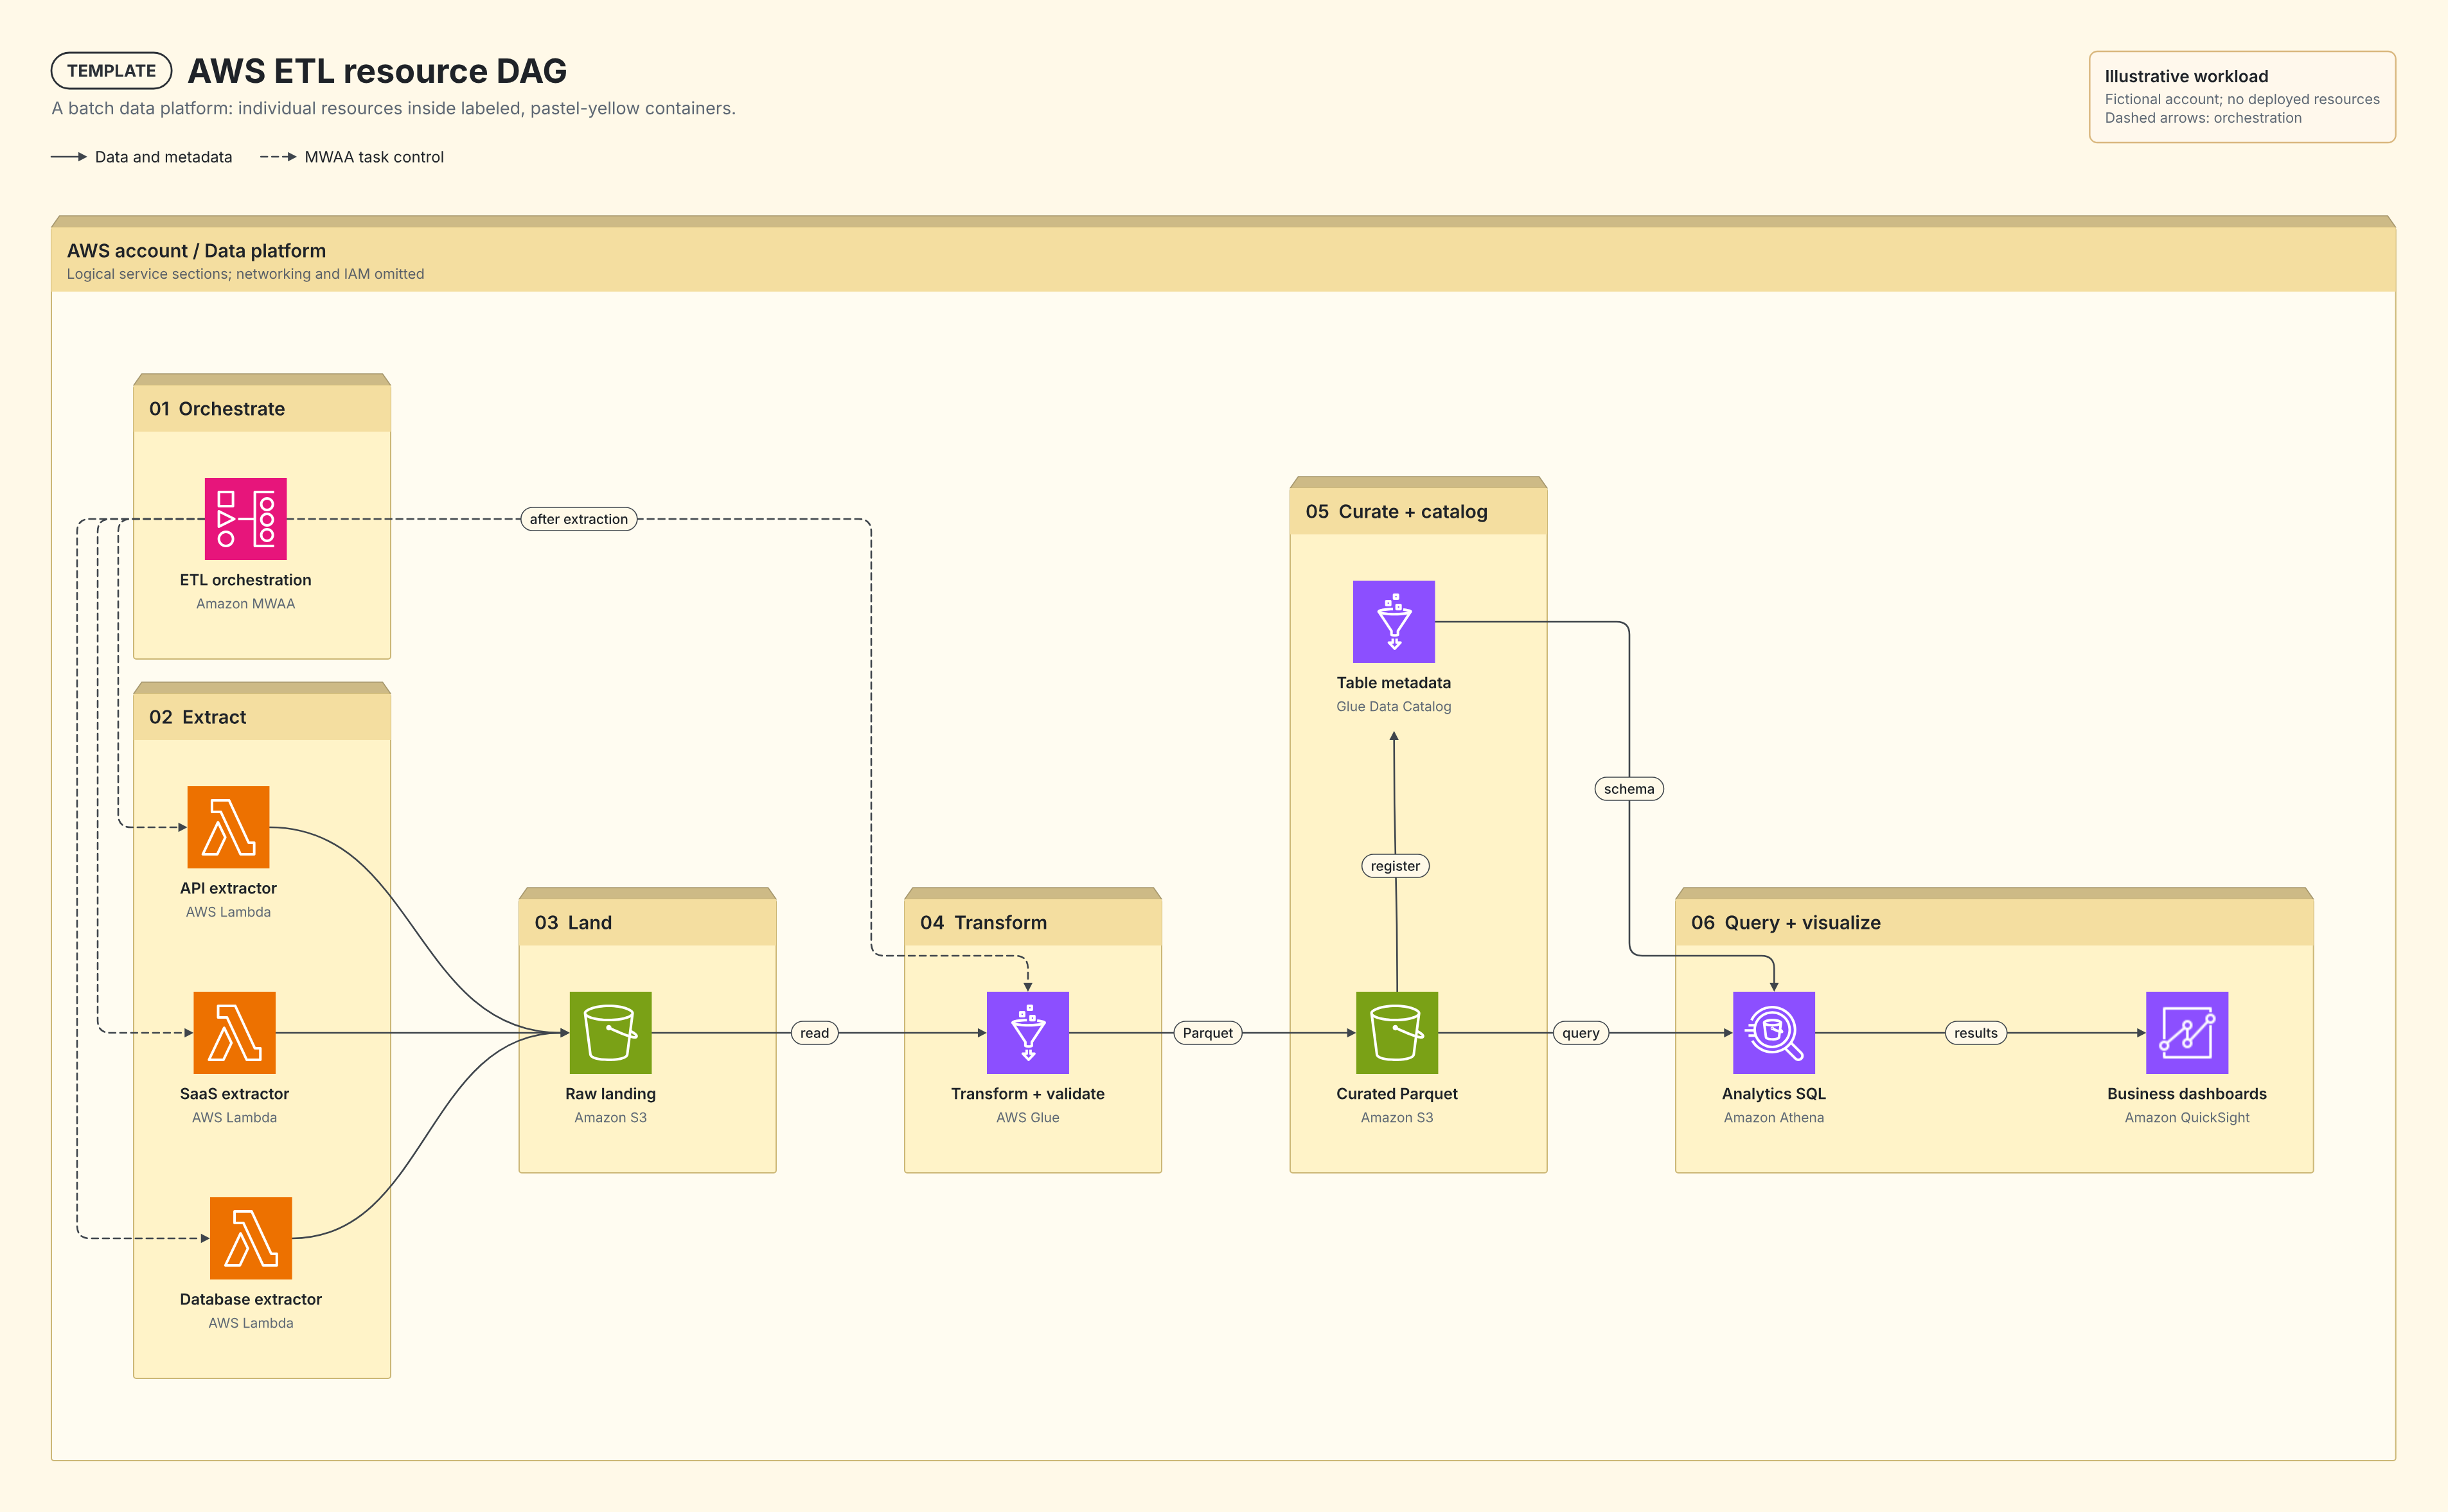 TEMPLATE AWS ETL resource DAG
A batch data platform: individual resources inside labeled, pastel-yellow containers.
Data and metadata
MWAA task control
Illustrative workload
Fictional account; no deployed resources
Dashed arrows: orchestration
AWS account / Data platform
Logical service sections; networking and IAM omitted
01 Orchestrate
ETL orchestration
Amazon MWAA
after extraction
02 Extract
API extractor
AWS Lambda
SaaS extractor
AWS Lambda
Database extractor
AWS Lambda
03 Land
Raw landing
Amazon S3
read
04 Transform
Transform + validate
AWS Glue
Parquet
05 Curate + catalog
Table metadata
Glue Data Catalog
register
Curated Parquet
Amazon S3
schema
query
06 Query + visualize
Analytics SQL
Amazon Athena
results
Business dashboards
Amazon QuickSight